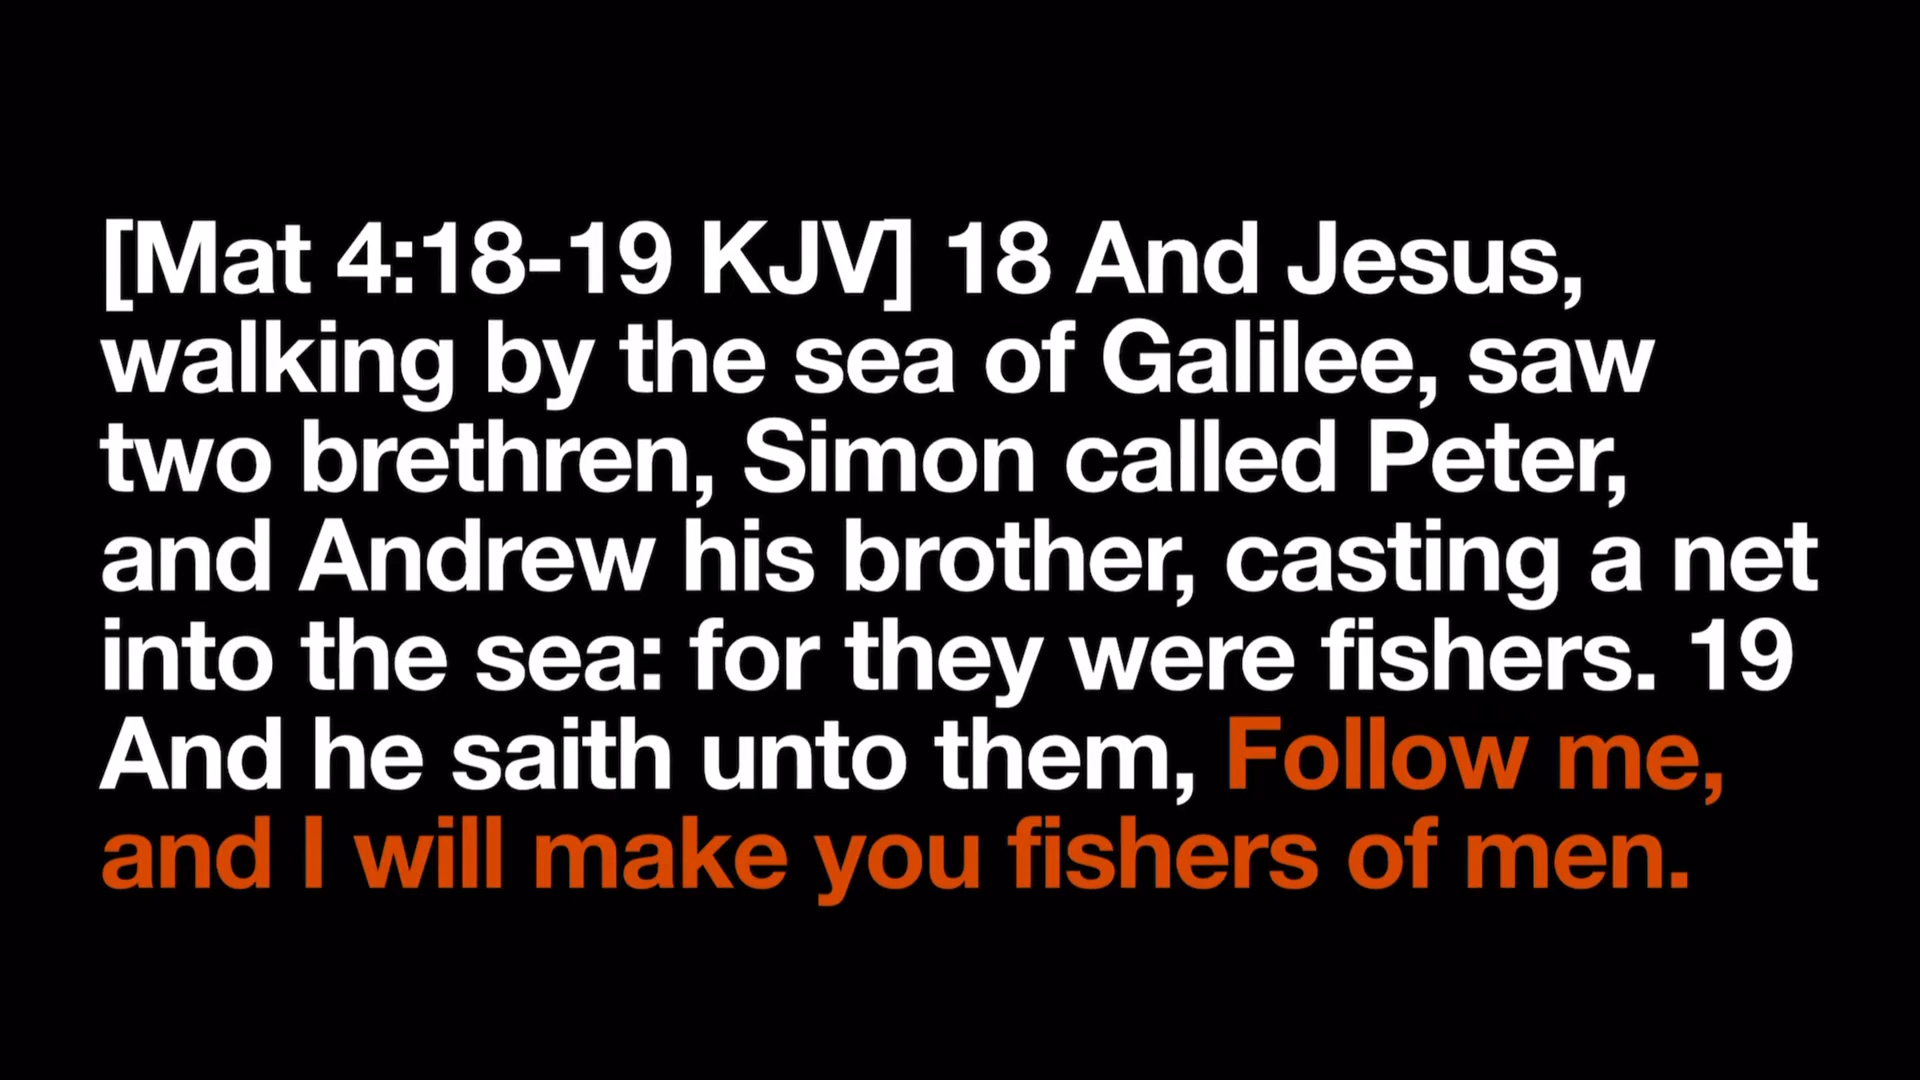 [Mat 4:18-19 KJV] 18 And Jesus,
walking by the sea of Galilee, saw
two brethren, Simon called Peter,
and Andrew his brother, casting a net
into the sea: for they were fishers. 19
And he saith unto them, Follow me,
and I will make you fishers of men.